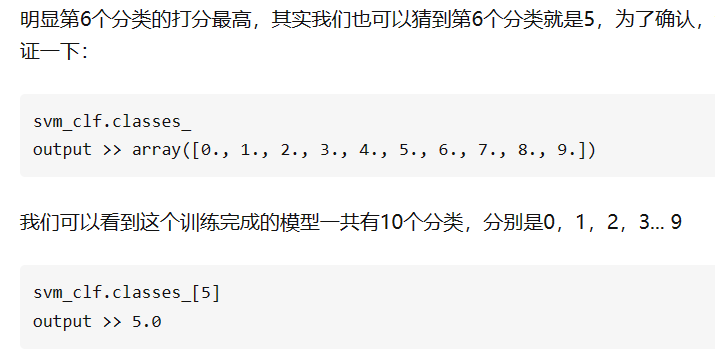 明显第6个分类的打分最高，其实我们也可以猜到第6个分类就是5，为了确认，
证一下：
svm_clf.classes_
output >> array([0., 1., 2., 3., 4., 5., 6., 7., 8., 9.])
我们可以看到这个训练完成的模型一共有10个分类，分别是0，1，2，3... 9
svm_clf.classes_[5]
output >> 5.0